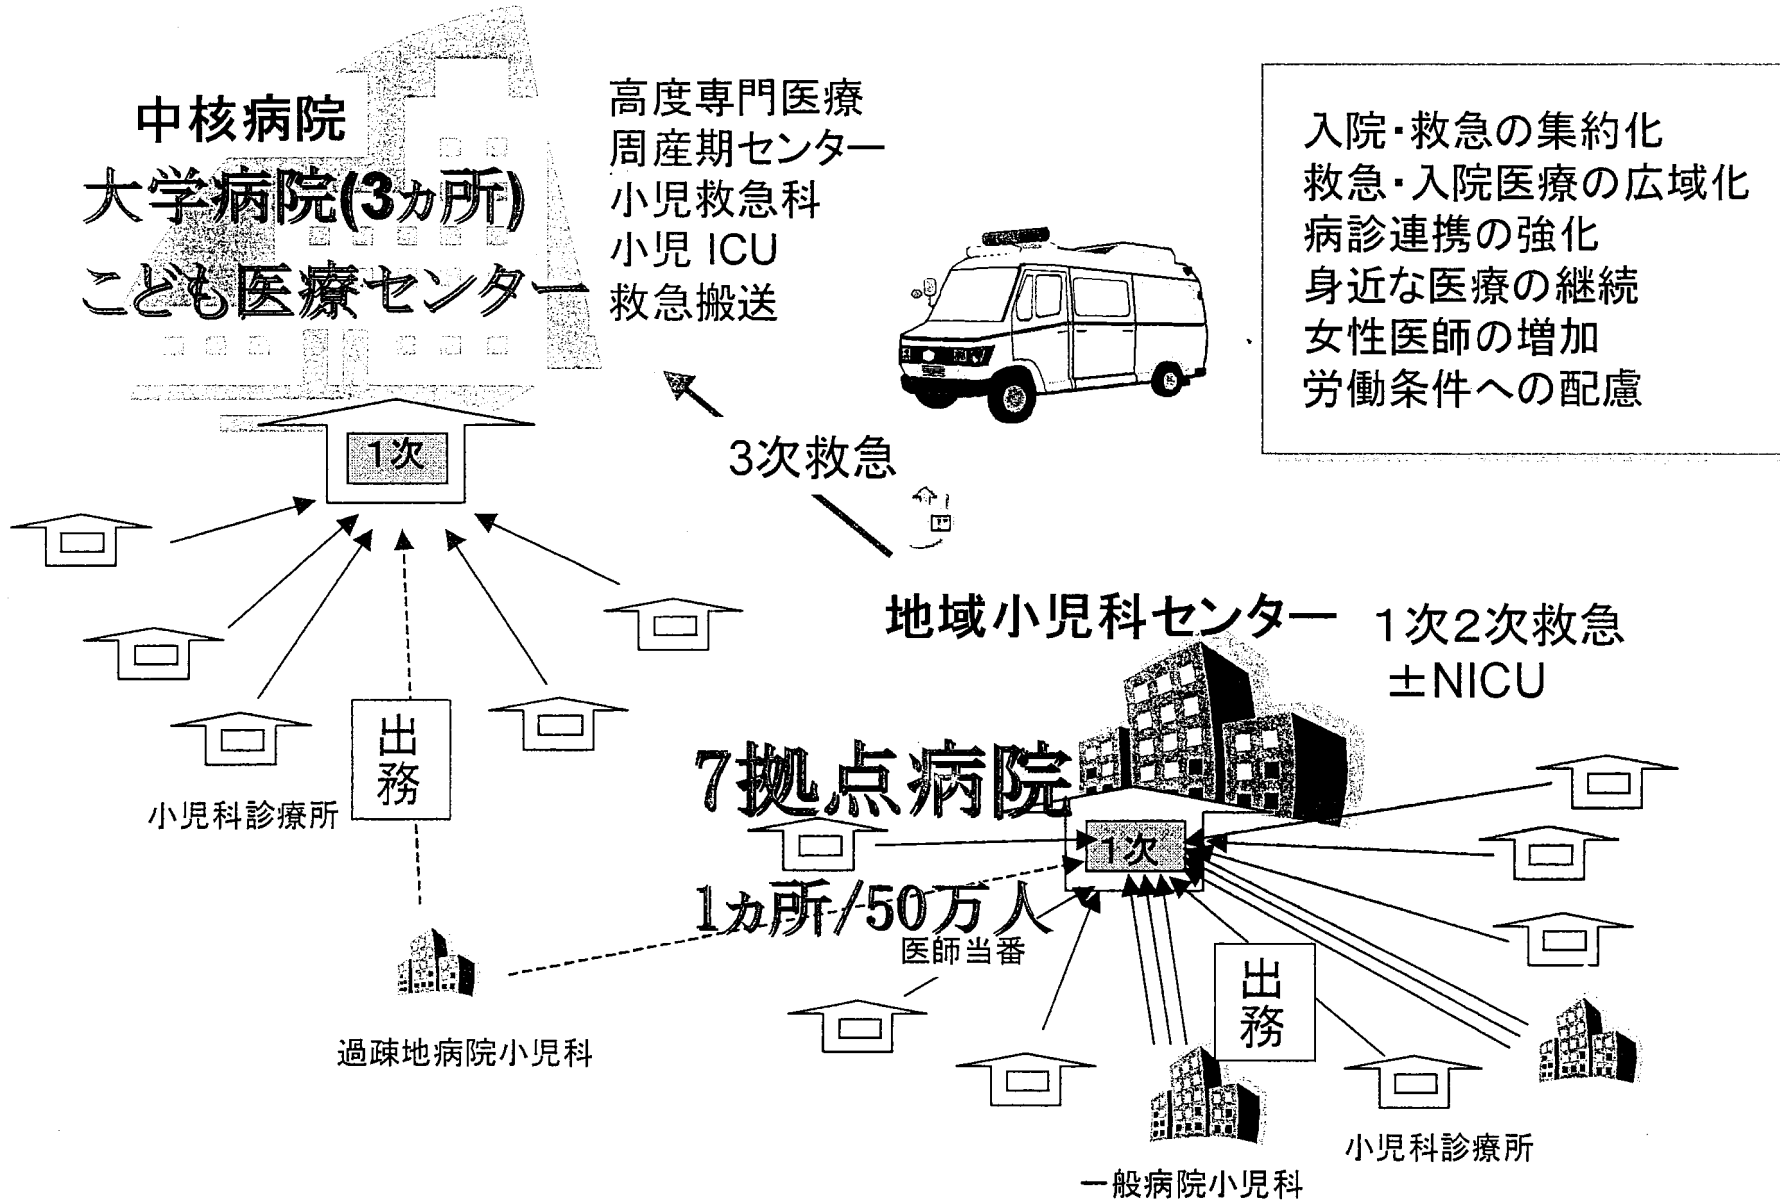 中核病院
大学病院(3ヵ所)
こども医療センター
高度専門医療
周産期センター
小児救急科
小児 ICU
救急搬送
入院・救急の集約化
救急・入院医療の広域化
病診連携の強化
身近な医療の継続
女性医師の増加
労働条件への配慮
1次
3次救急
地域小児科センター
1次2次救急
±NICU
出務
小児科診療所
7拠点病院
1次
1ヵ所/50万人
医師当番
出務
過疎地病院小児科
小児科診療所
一般病院小児科